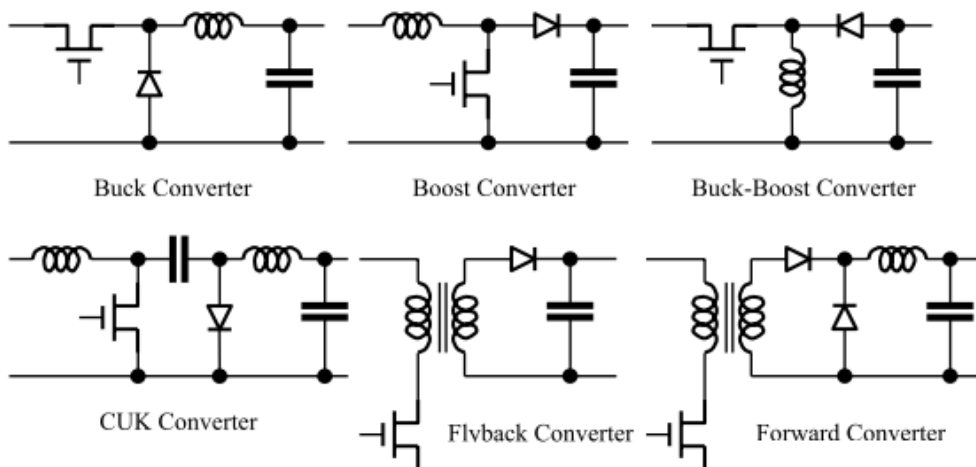 Buck Converter
Boost Converter
Buck-Boost Converter
CUK Converter
Flyback Converter
Forward Converter